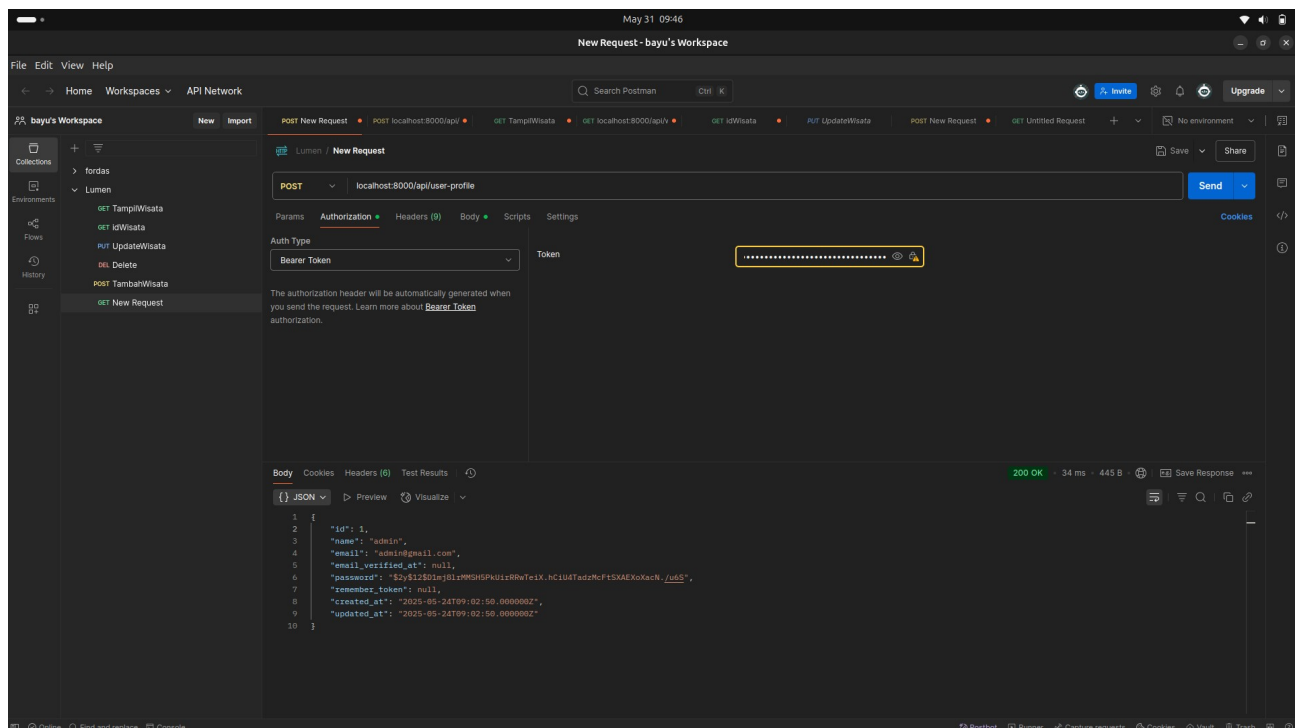 May 31 09:46
New Request - bayu's Workspace
File Edit View Help
Home Workspaces API Network
Search Postman Ctrl K
Invite
Upgrade
bayu's Workspace New Import
POST New Request POST localhost:8000/api/ GET TampilWisata GET localhost:8000/api/v GET idWisata PUT UpdateWisata POST New Request GET Untitled Request
No environment
Collections
Environments
Flows
History
fordas
Lumen
GET TampilWisata
GET idWisata
PUT UpdateWisata
DEL Delete
POST TambahWisata
GET New Request
HTTP Lumen / New Request
Save Share
POST localhost:8000/api/user-profile
Send
Params Authorization Headers (9) Body Scripts Settings
Cookies
Auth Type
Bearer Token
Token
The authorization header will be automatically generated when
you send the request. Learn more about Bearer Token
authorization.
Body Cookies Headers (6) Test Results
200 OK 34 ms 445 B Save Response
{} JSON Preview Visualize
1 {
2 "id": 1,
3 "name": "admin",
4 "email": "admin@gmail.com",
5 "email_verified_at": null,
6 "password":
7 "remember_token": null,
8 "created_at": "2025-05-24T09:02:50.000000Z",
9 "updated_at": "2025-05-24T09:02:50.000000Z"
10 }
Online Find and replace Console
Postbot Runner Capture requests Cookies Vault Trash